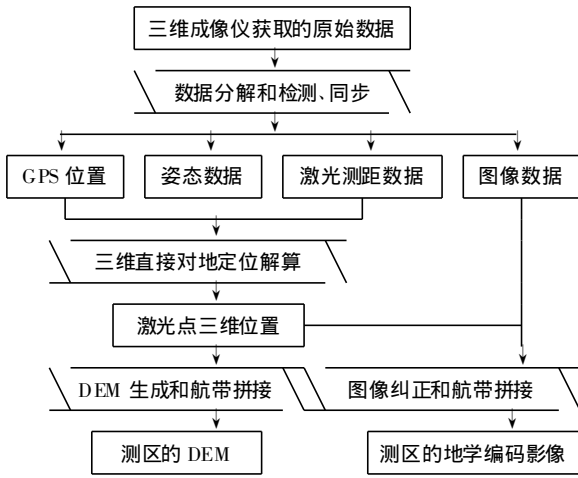 三维成像仪获取的原始数据
数据分解和检测、同步
GPS 位置
姿态数据
激光测距数据
图像数据
三维直接对地定位解算
激光点三维位置
DEM 生成和航带拼接
图像纠正和航带拼接
测区的 DEM
测区的地学编码影像